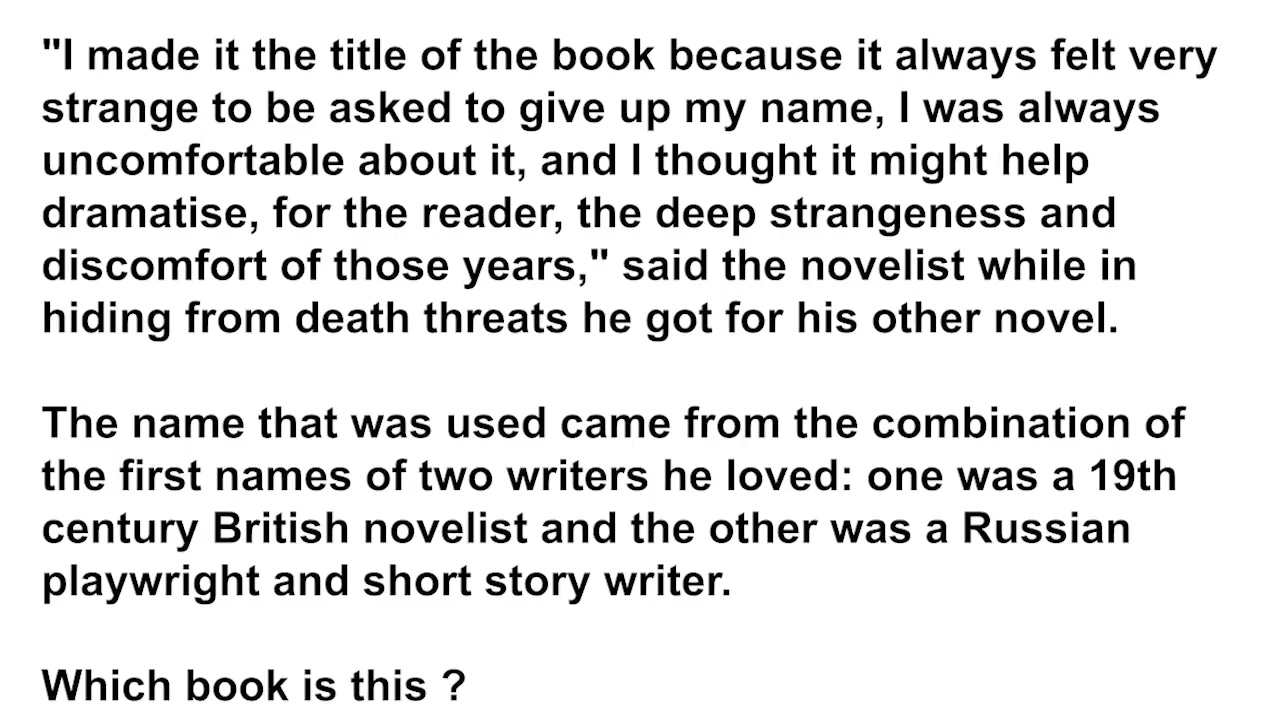 "I made it the title of the book because it always felt very
strange to be asked to give up my name, I was always
uncomfortable about it, and I thought it might help
dramatise, for the reader, the deep strangeness and
discomfort of those years," said the novelist while in
hiding from death threats he got for his other novel.
The name that was used came from the combination of
the first names of two writers he loved: one was a 19th
century British novelist and the other was a Russian
playwright and short story writer.
Which book is this ?